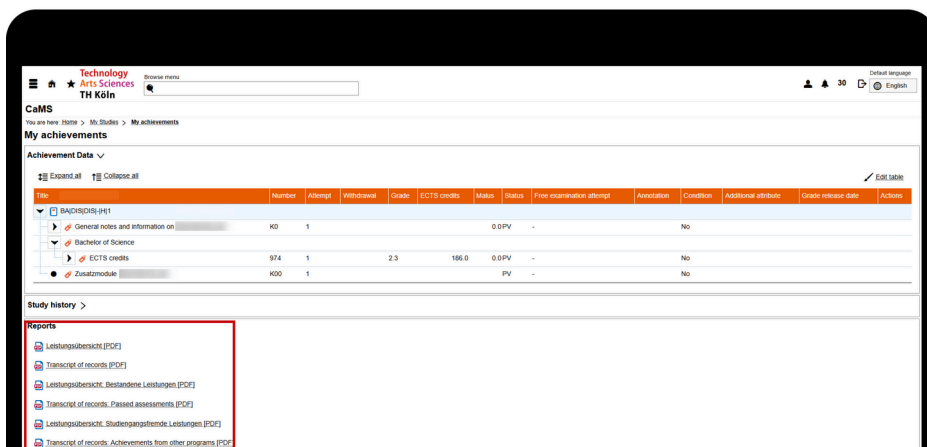 Technology
Arts Sciences
TH Köln
Browse menu
30
Default language
English
CaMS
You are here: Home > My Studies > My achievements
My achievements
Achievement Data
Expand all Collapse all Edit table
Title Number Attempt Withdrawal Grade ECTS credits Malus Status Free examination attempt Annotation Condition Additional attribute Grade release date Actions
BA|DIS|DIS|-|H|1
General notes and information on K0 1 0.0 PV - No
Bachelor of Science
ECTS credits 974 1 2.3 186.0 0.0 PV - No
Zusatzmodule K00 1 PV - No
Study history >
Reports
Leistungsübersicht [PDF]
Transcript of records [PDF]
Leistungsübersicht: Bestandene Leistungen [PDF]
Transcript of records: Passed assessments [PDF]
Leistungsübersicht: Studiengangsfremde Leistungen [PDF]
Transcript of records: Achievements from other programs [PDF]